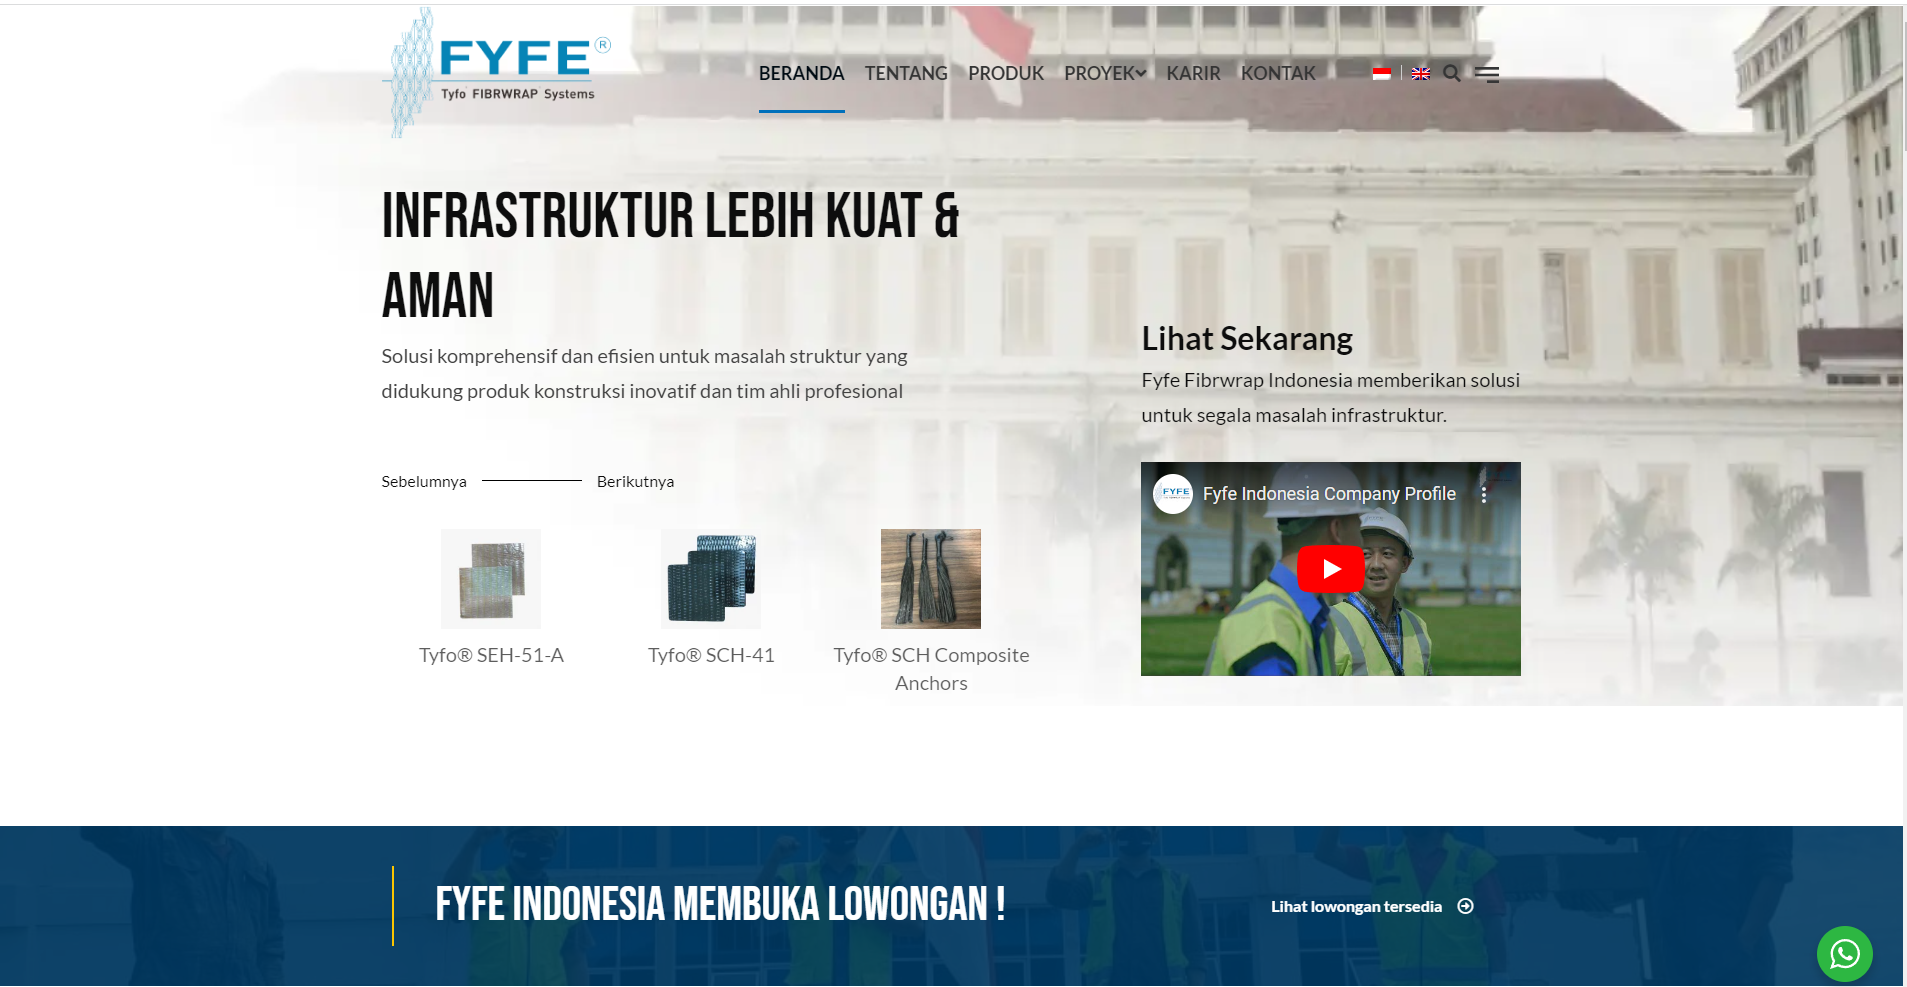 FYFE®
Tyfo® FIBRWRAP® Systems
BERANDA TENTANG PRODUK PROYEK KARIR KONTAK
INFRASTRUKTUR LEBIH KUAT &
AMAN
Solusi komprehensif dan efisien untuk masalah struktur yang
didukung produk konstruksi inovatif dan tim ahli profesional
Lihat Sekarang
Fyfe Fibrwrap Indonesia memberikan solusi
untuk segala masalah infrastruktur.
Sebelumnya
Berikutnya
FYFE
Fyfe Indonesia Company Profile
Tyfo® SEH-51-A
Tyfo® SCH-41
Tyfo® SCH Composite
Anchors
FYFE INDONESIA MEMBUKA LOWONGAN !
Lihat lowongan tersedia